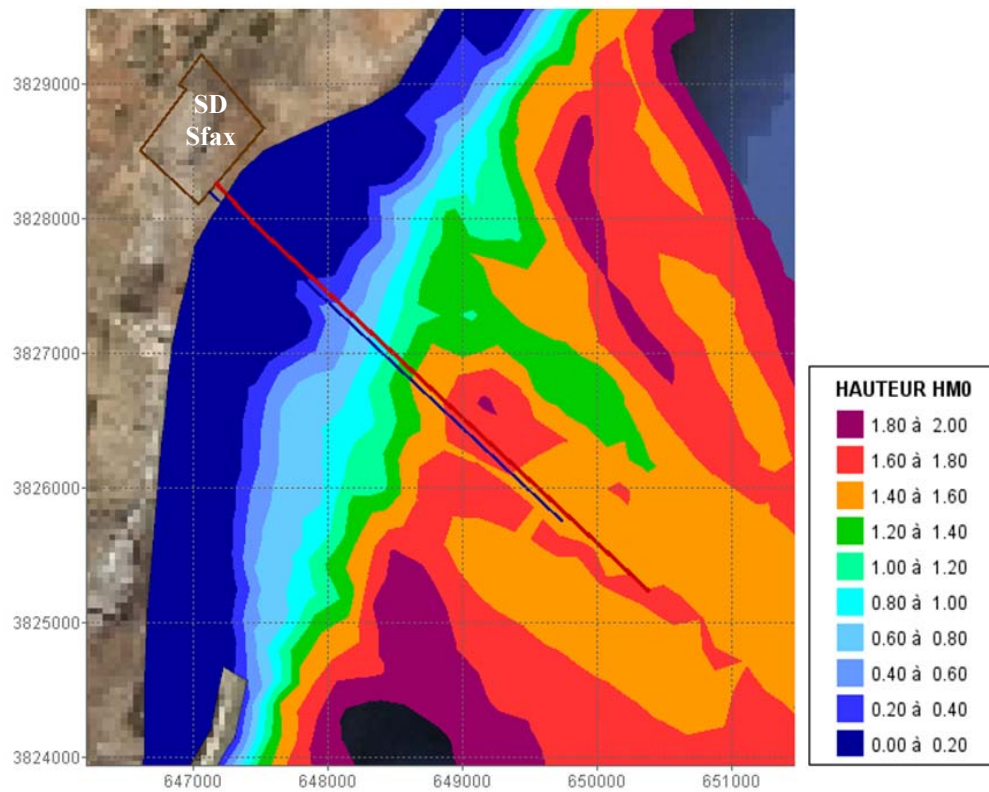 3829000
SD
Sfax
3828000
3827000
3826000
3825000
3824000
647000 648000 649000 650000 651000
HAUTEUR HM0
1.80 à 2.00
1.60 à 1.80
1.40 à 1.60
1.20 à 1.40
1.00 à 1.20
0.80 à 1.00
0.60 à 0.80
0.40 à 0.60
0.20 à 0.40
0.00 à 0.20